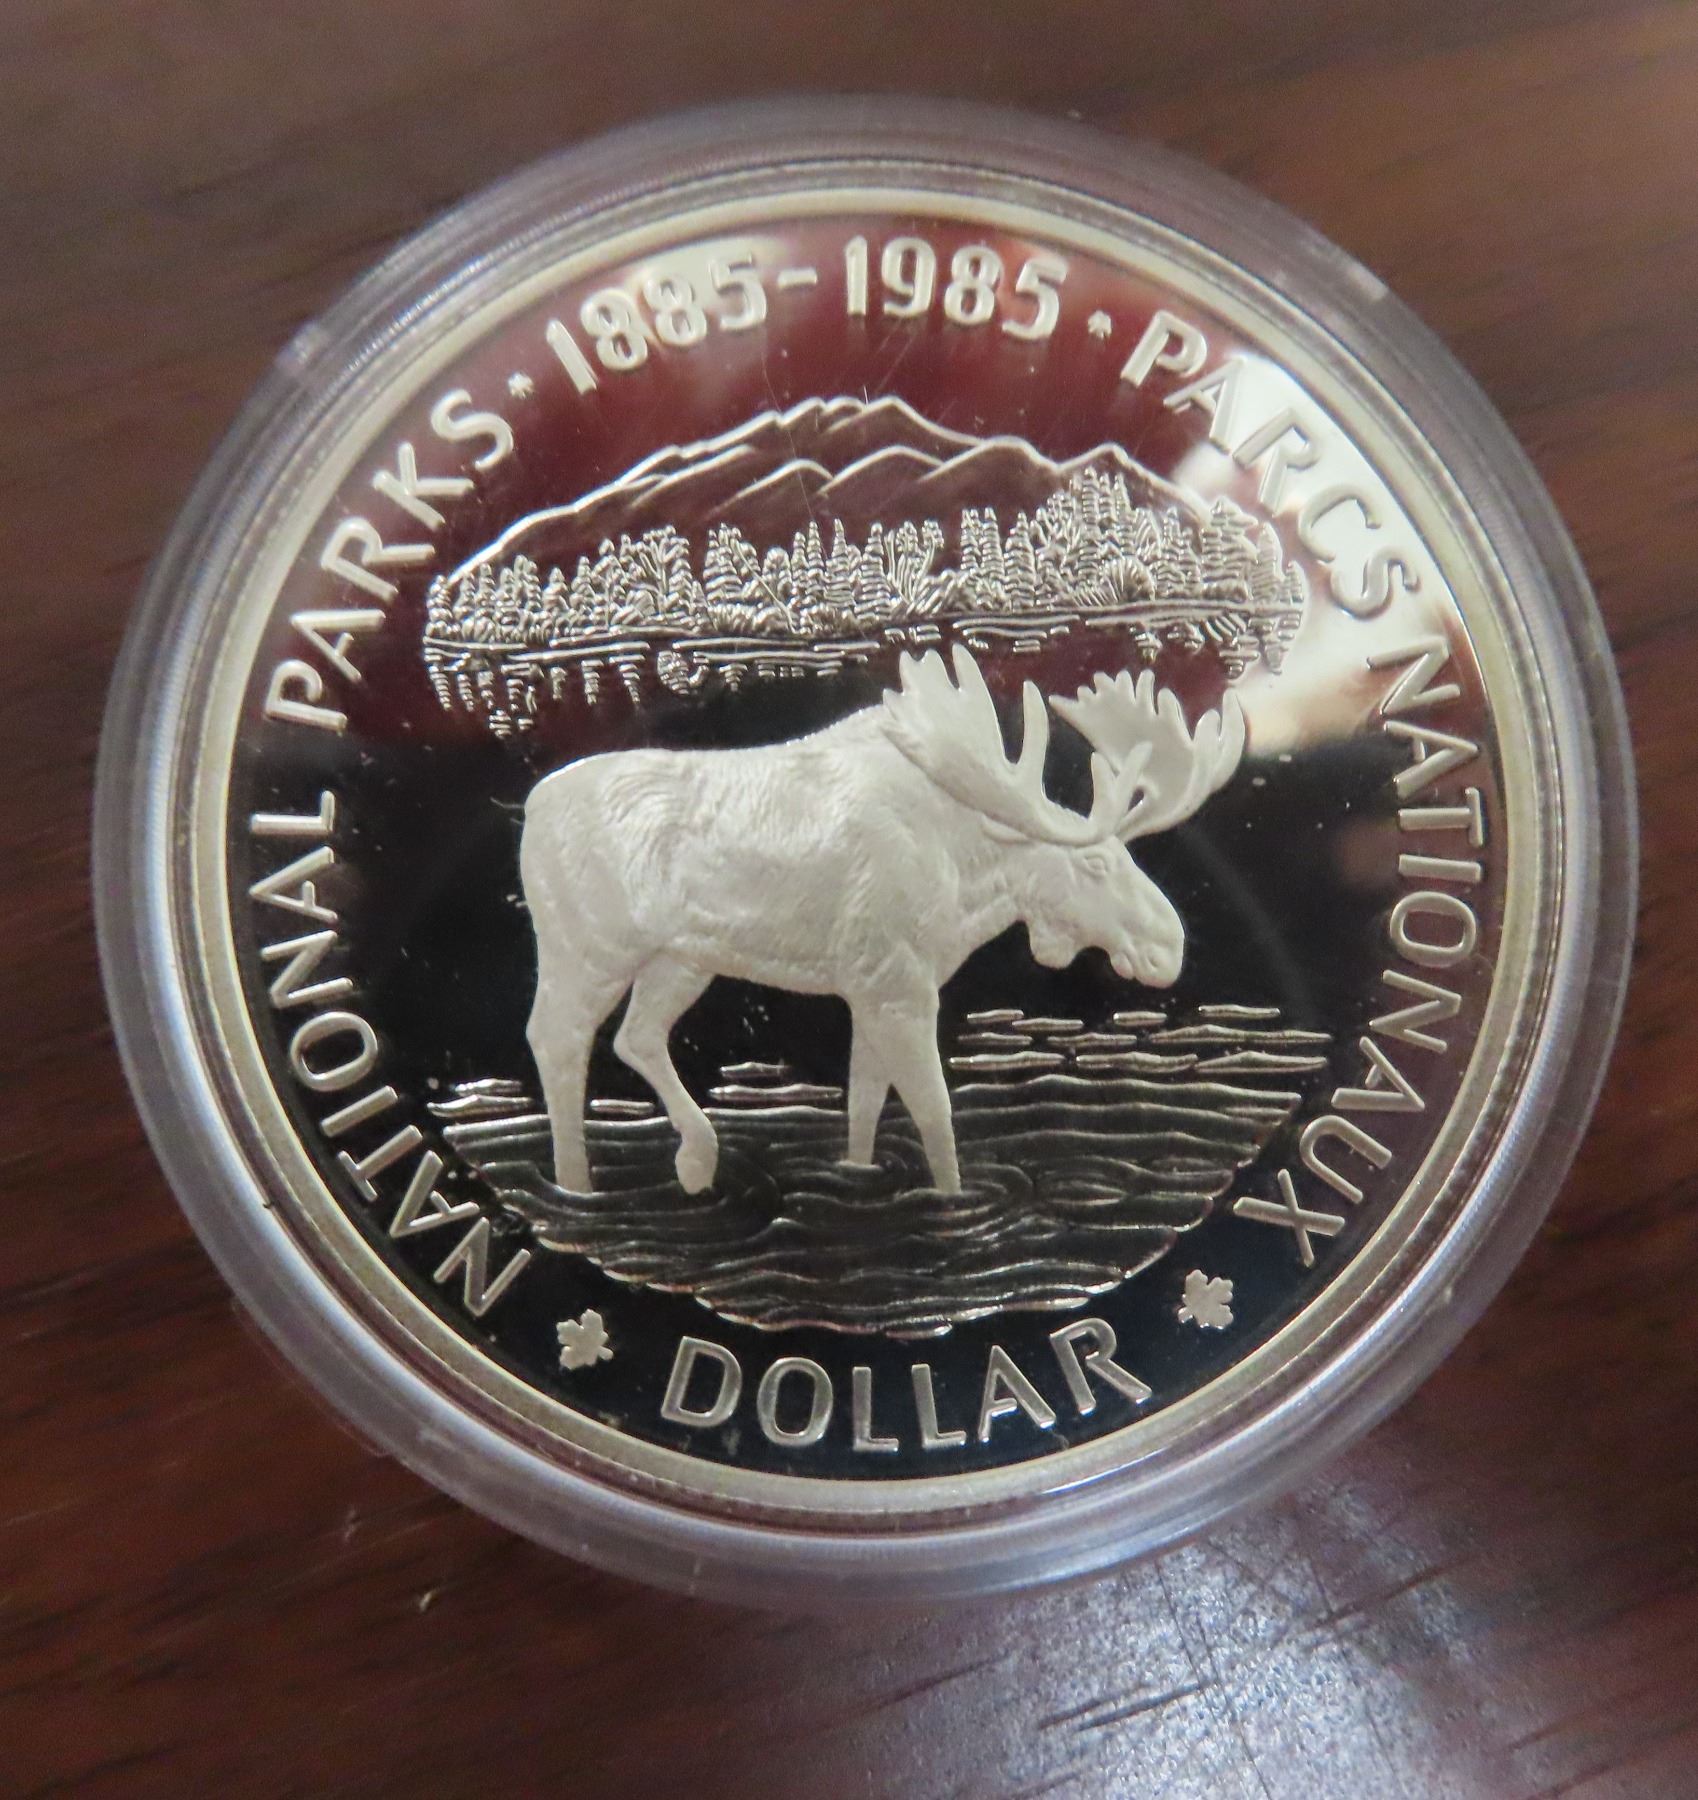 NATIONAL PARKS · 1885-1985 · PARCS NATIONAUX
DOLLAR